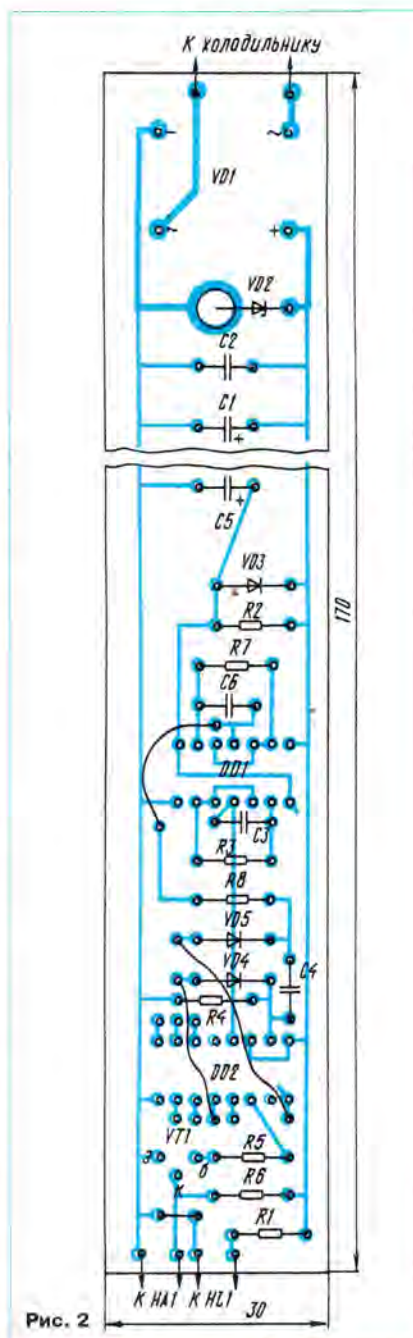 К холодильнику
− ~
VD1
~ +
VD2
C2
C1
+
+
C5
VD3
R2
R7
C6
DD1
C3
R3
R8
VD5
VD4
C4
R4
DD2
VT1
э б R5
к R6
R1
К HA1 К HL1
170
30
Рис. 2